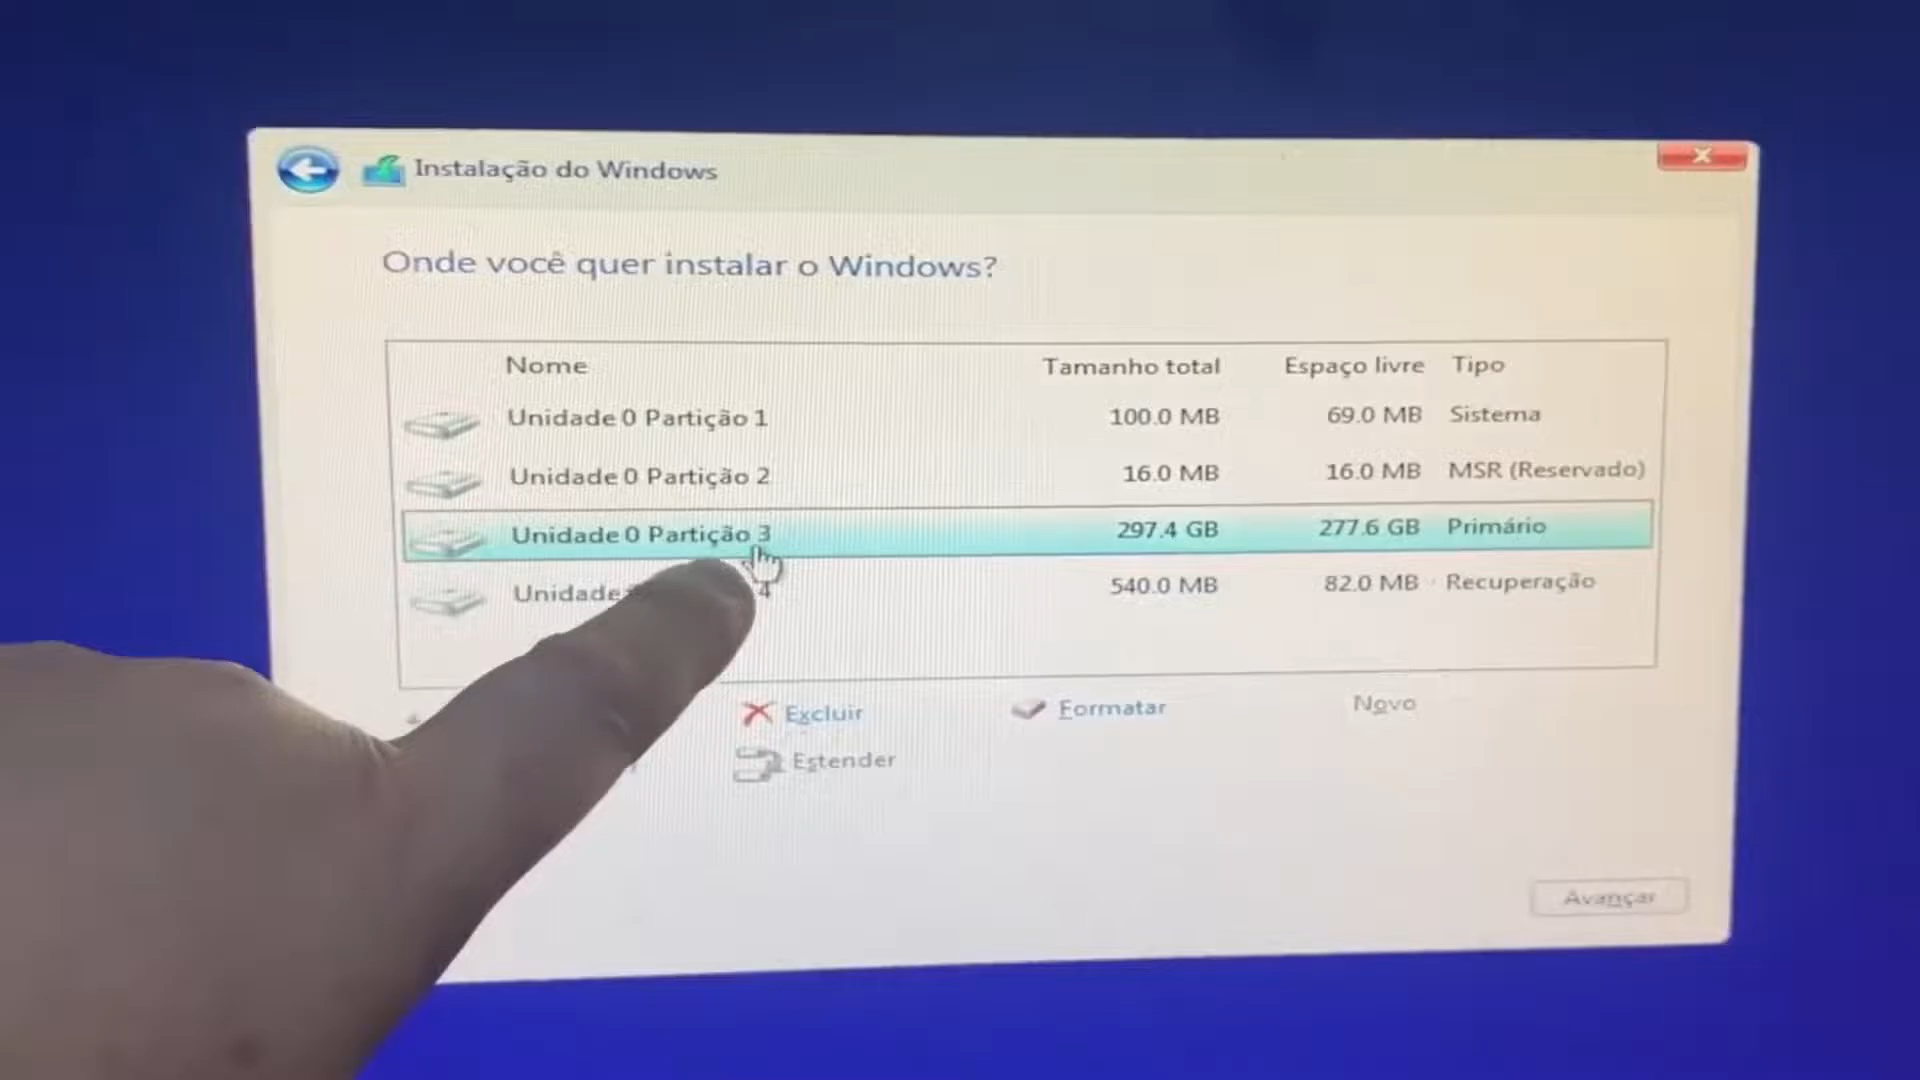 Instalação do Windows
Onde você quer instalar o Windows?
Nome Tamanho total Espaço livre Tipo
Unidade 0 Partição 1 100.0 MB 69.0 MB Sistema
Unidade 0 Partição 2 16.0 MB 16.0 MB MSR (Reservado)
Unidade 0 Partição 3 297.4 GB 277.6 GB Primário
Unidade 4 540.0 MB 82.0 MB Recuperação
Excluir Formatar Novo
Estender
Avançar